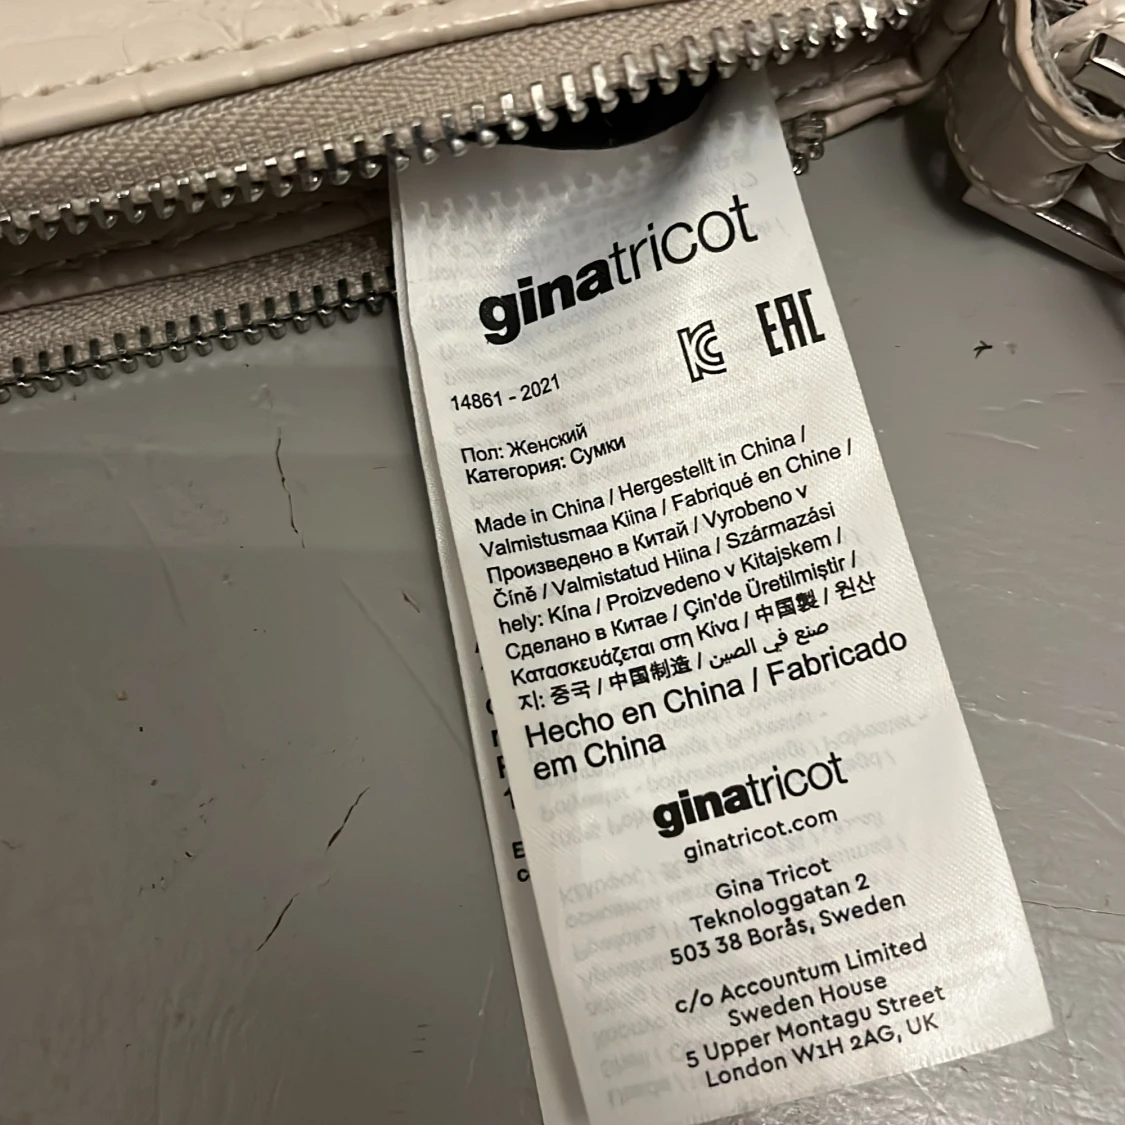 ginatricot
EAC
14861 - 2021
Пол: Женский
Категория: Сумки
Made in China / Hergestellt in China /
Valmistusmaa Kiina / Fabriqué en Chine /
Произведено в Китай / Vyrobeno v
Číně / Valmistatud Hiina / Származási
hely: Kína / Proizvedeno v Kitajskem /
Сделано в Китае / Çin'de Üretilmiştir /
Κατασκευάζεται στη Κίνα / 中国製 / 원산
지: 중국 / 中国制造 / صنع في الصين
Hecho en China / Fabricado
em China
ginatricot
ginatricot.com
Gina Tricot
Teknologgatan 2
503 38 Borås, Sweden
c/o Accountum Limited
Sweden House
5 Upper Montagu Street
London W1H 2AG, UK